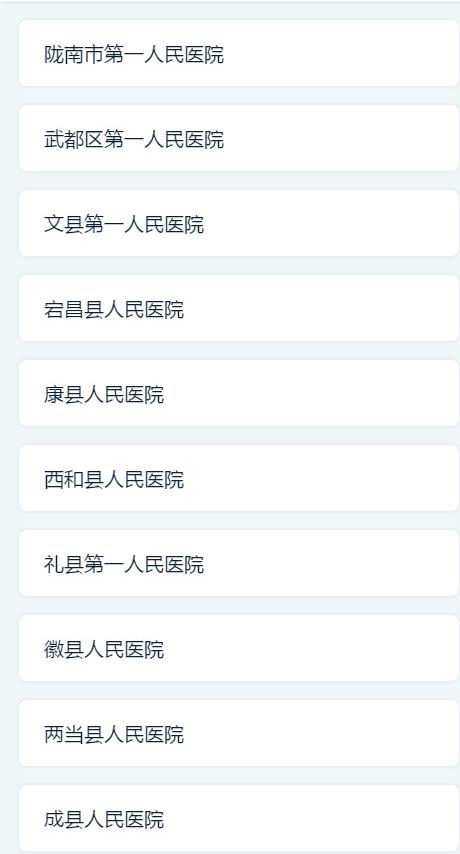 陇南市第一人民医院
武都区第一人民医院
文县第一人民医院
宕昌县人民医院
康县人民医院
西和县人民医院
礼县第一人民医院
徽县人民医院
两当县人民医院
成县人民医院